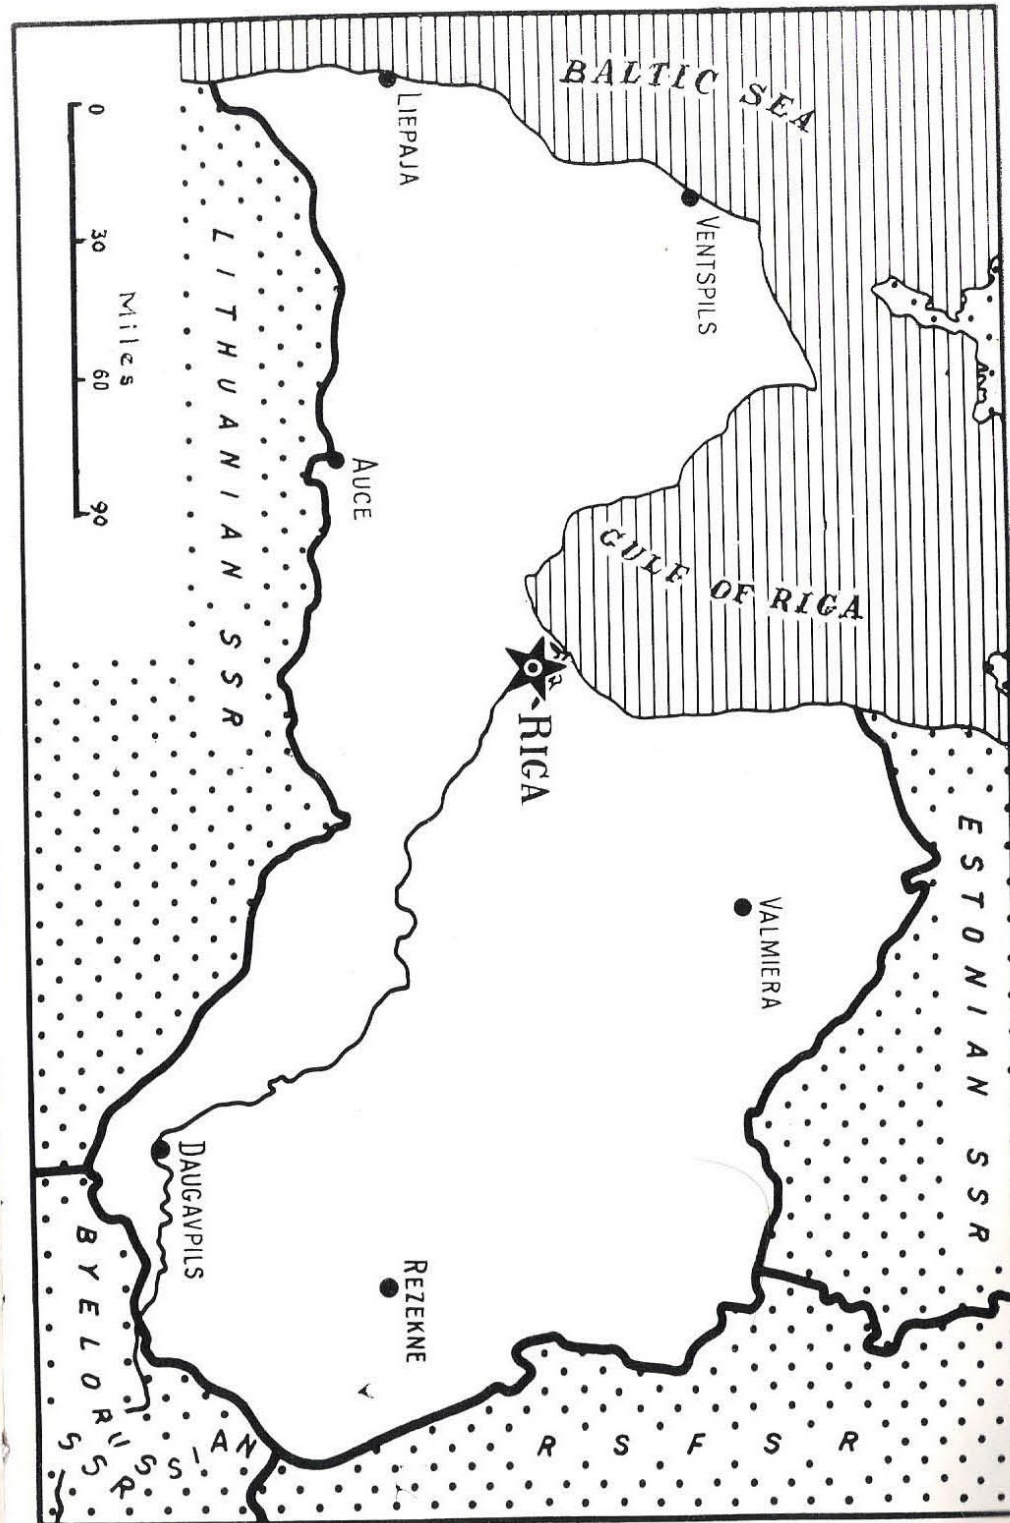 BALTIC SEA
VENTSPILS
LIEPAJA
GULF OF RIGA
ESTONIAN SSR
VALMIERA
RIGA
AUCE
LITHUANIAN SSR
0 30 60 90
Miles
REZEKNE
DAUGAVPILS
RSFSR
BYELORUSSIAN
SSR